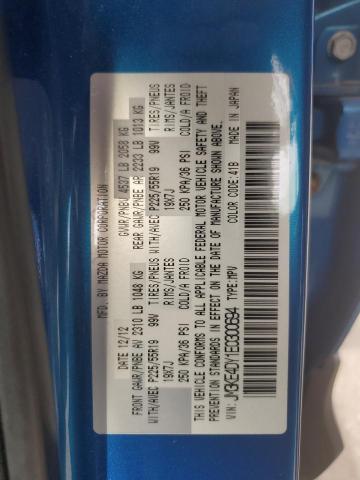 MFD. BY MAZDA MOTOR CORPORATION
DATE 12/12 GVWR/PNBV 4537 LB 2058 KG
GAWR/PNBE AV 2310 LB 1048 KG REAR GAWR/PNBE AR 2233 LB 1013 KG
WITH/AVEC P225/55R19 99V TIRES/PNEUS WITH/AVEC P225/55R19 99V TIRES/PNEUS
19X7J RIMS/JANTES 19X7J RIMS/JANTES
250 KPA/36 PSI COLD/A FROID 250 KPA/36 PSI COLD/A FROID
THIS VEHICLE CONFORMS TO ALL APPLICABLE FEDERAL MOTOR VEHICLE SAFETY AND THEFT
PREVENTION STANDARDS IN EFFECT ON THE DATE OF MANUFACTURE SHOWN ABOVE.
MADE IN JAPAN
VIN: JM3KE4DY1E0300594 TYPE: MPV COLOR CODE: 41B